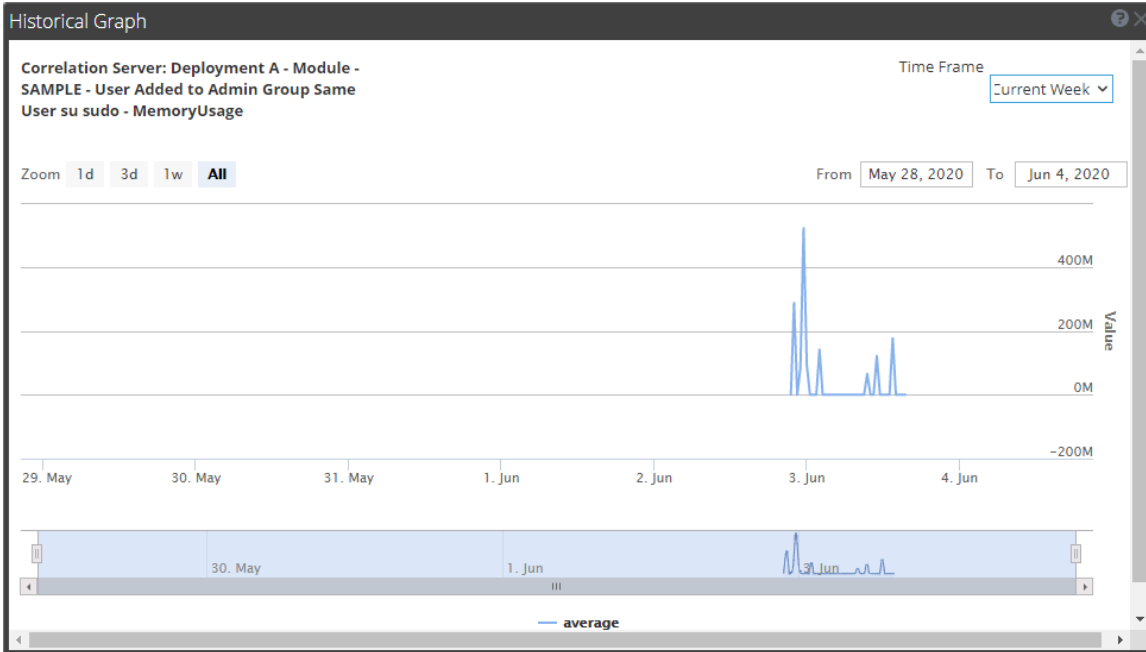 Historical Graph
Correlation Server: Deployment A - Module -
SAMPLE - User Added to Admin Group Same
User su sudo - MemoryUsage
Time Frame
Current Week
Zoom 1d 3d 1w All
From May 28, 2020 To Jun 4, 2020
400M
200M
0M
-200M
Value
29. May 30. May 31. May 1. Jun 2. Jun 3. Jun 4. Jun
30. May 1. Jun 3. Jun
average